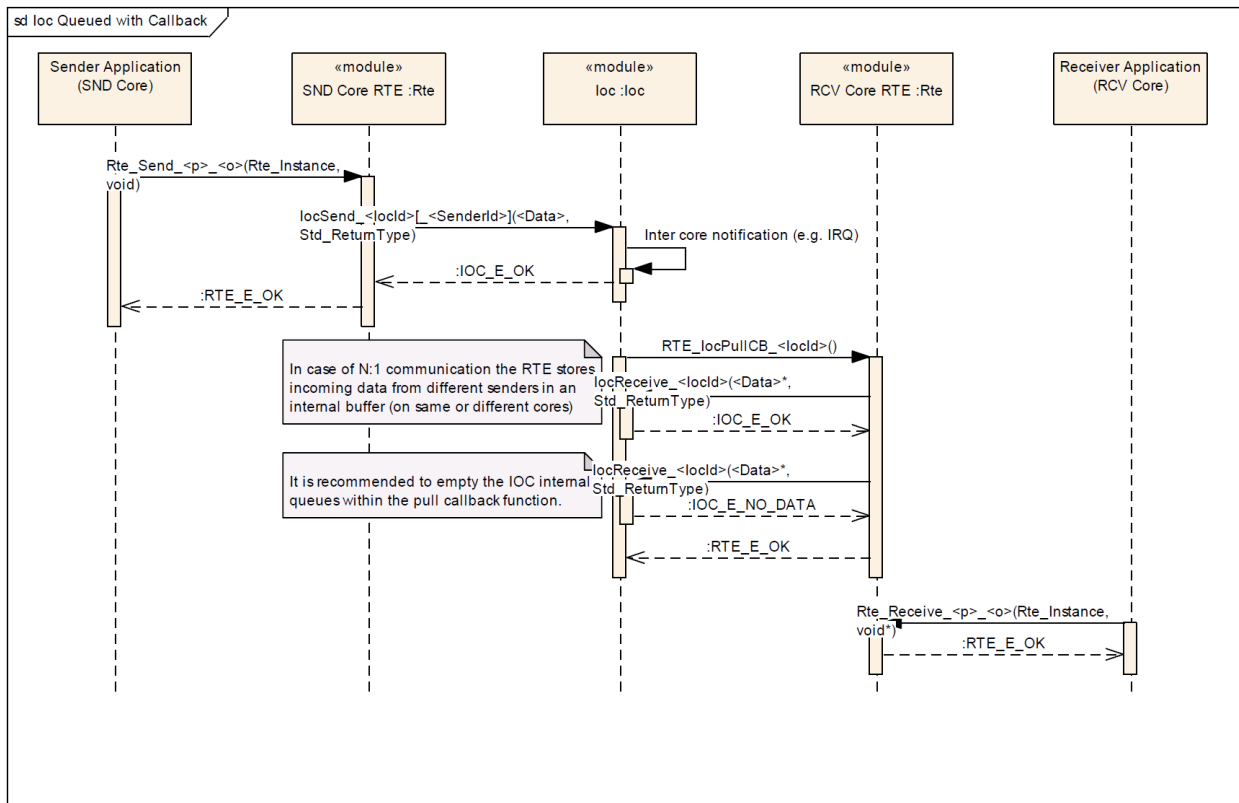 sd Ioc Queued with Callback
Sender Application
(SND Core)
«module»
SND Core RTE :Rte
«module»
Ioc :Ioc
«module»
RCV Core RTE :Rte
Receiver Application
(RCV Core)
Rte_Send_<p>_<o>(Rte_Instance,
void)
IocSend_<IocId>[_<SenderId>](<Data>,
Std_ReturnType)
Inter core notification (e.g. IRQ)
:IOC_E_OK
:RTE_E_OK
RTE_IocPullCB_<IocId>()
In case of N:1 communication the RTE stores
incoming data from different senders in an
internal buffer (on same or different cores)
IocReceive_<IocId>(<Data>*,
Std_ReturnType)
:IOC_E_OK
It is recommended to empty the IOC internal
queues within the pull callback function.
IocReceive_<IocId>(<Data>*,
Std_ReturnType)
:IOC_E_NO_DATA
:RTE_E_OK
Rte_Receive_<p>_<o>(Rte_Instance,
void*)
:RTE_E_OK